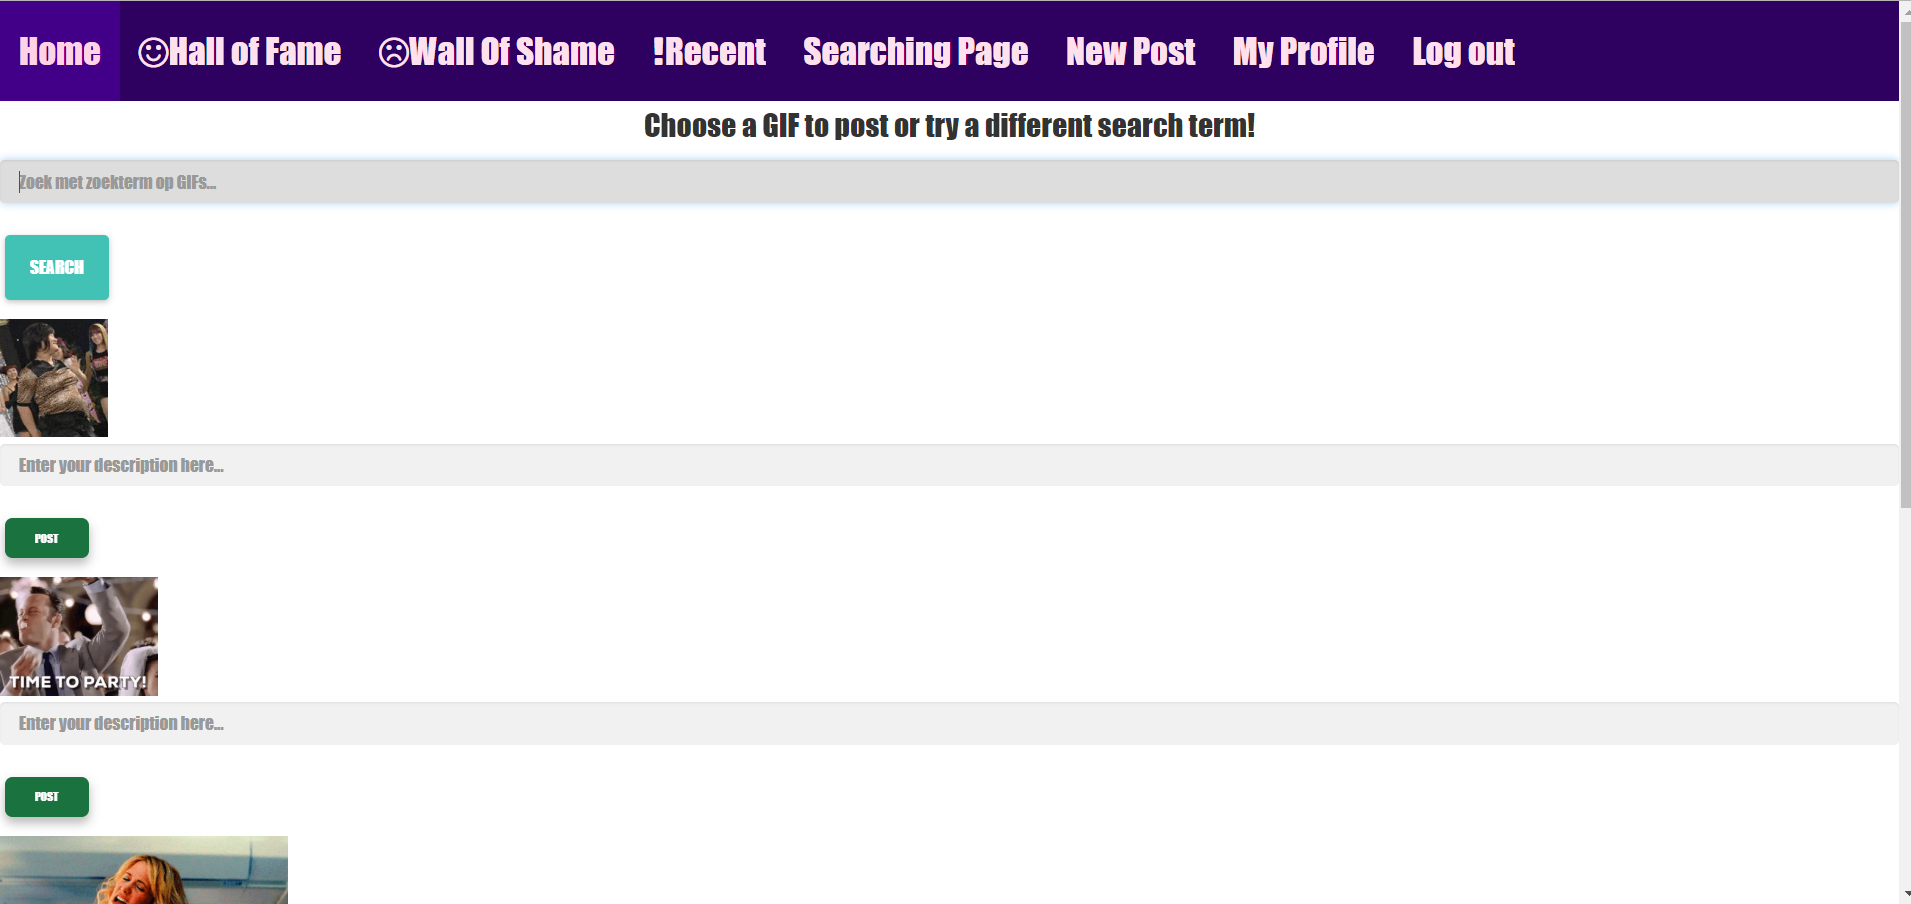 Home ☺Hall of Fame ☹Wall Of Shame !Recent Searching Page New Post My Profile Log out
Choose a GIF to post or try a different search term!
Zoek met zoekterm op GIFs...
SEARCH
Enter your description here...
POST
TIME TO PARTY!
Enter your description here...
POST